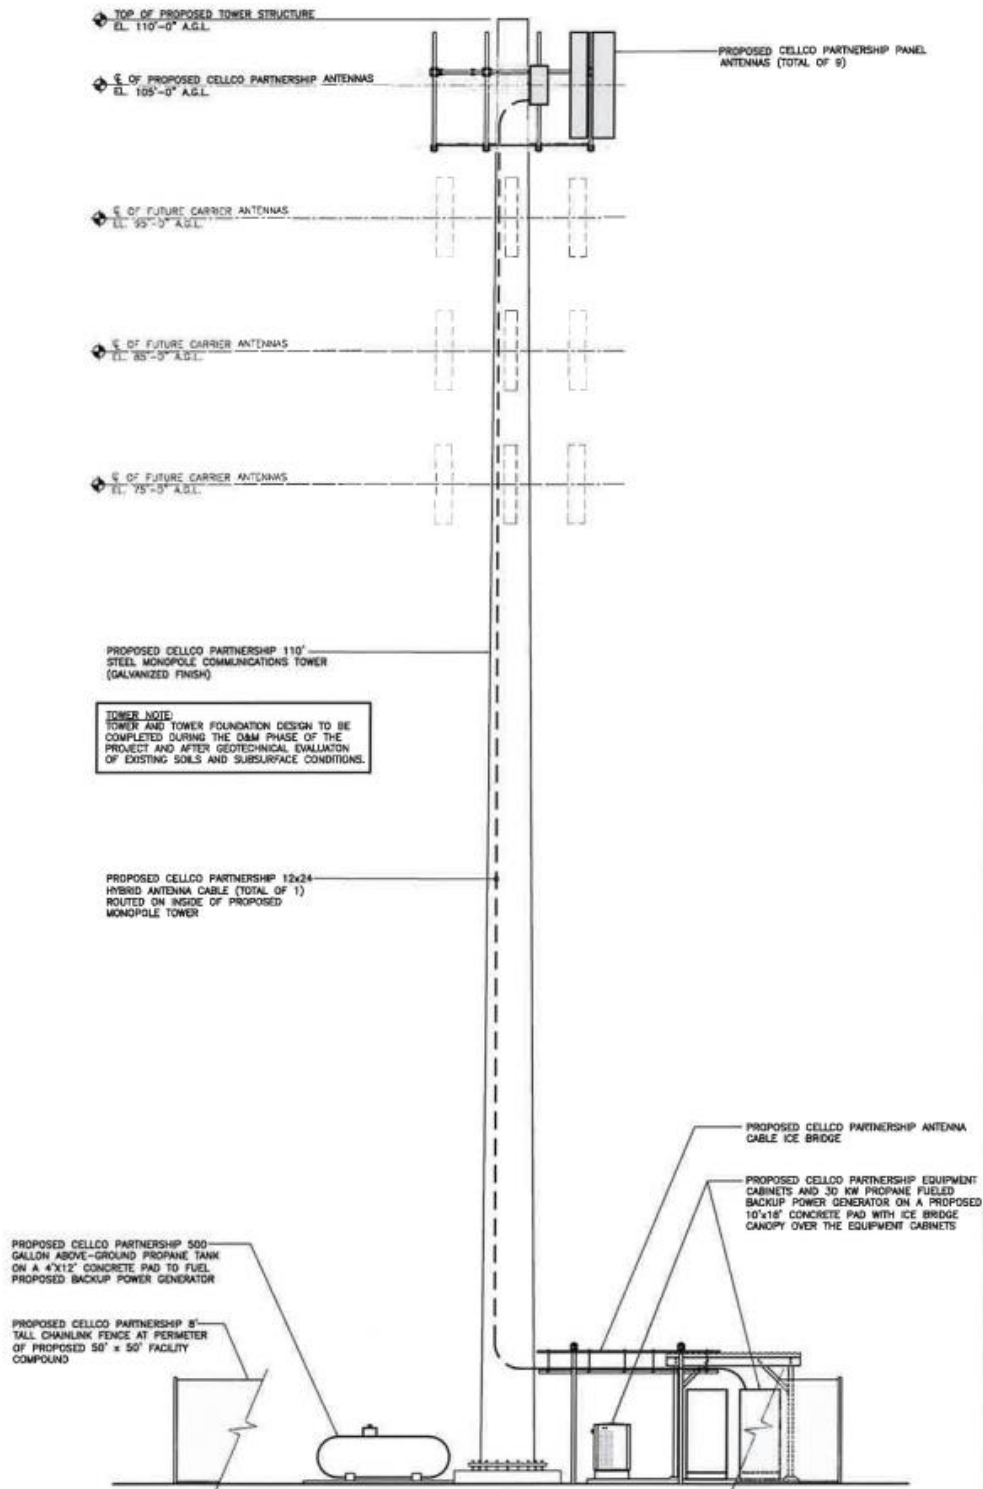 TOP OF PROPOSED TOWER STRUCTURE
EL. 110'-0" A.G.L.
PROPOSED CELLCO PARTNERSHIP PANEL
ANTENNAS (TOTAL OF 9)
℄ OF PROPOSED CELLCO PARTNERSHIP ANTENNAS
EL. 105'-0" A.G.L.
℄ OF FUTURE CARRIER ANTENNAS
EL. 95'-0" A.G.L.
℄ OF FUTURE CARRIER ANTENNAS
EL. 85'-0" A.G.L.
℄ OF FUTURE CARRIER ANTENNAS
EL. 75'-0" A.G.L.
PROPOSED CELLCO PARTNERSHIP 110'
STEEL MONOPOLE COMMUNICATIONS TOWER
(GALVANIZED FINISH)
TOWER NOTE:
TOWER AND TOWER FOUNDATION DESIGN TO BE
COMPLETED DURING THE D&M PHASE OF THE
PROJECT AND AFTER GEOTECHNICAL EVALUATON
OF EXISTING SOILS AND SUBSURFACE CONDITIONS.
PROPOSED CELLCO PARTNERSHIP 12x24
HYBRID ANTENNA CABLE (TOTAL OF 1)
ROUTED ON INSIDE OF PROPOSED
MONOPOLE TOWER
PROPOSED CELLCO PARTNERSHIP ANTENNA
CABLE ICE BRIDGE
PROPOSED CELLCO PARTNERSHIP EQUIPMENT
CABINETS AND 30 KW PROPANE FUELED
BACKUP POWER GENERATOR ON A PROPOSED
10'x18' CONCRETE PAD WITH ICE BRIDGE
CANOPY OVER THE EQUIPMENT CABINETS
PROPOSED CELLCO PARTNERSHIP 500
GALLON ABOVE-GROUND PROPANE TANK
ON A 4'X12' CONCRETE PAD TO FUEL
PROPOSED BACKUP POWER GENERATOR
PROPOSED CELLCO PARTNERSHIP 8'
TALL CHAINLINK FENCE AT PERIMETER
OF PROPOSED 50' x 50' FACILITY
COMPOUND